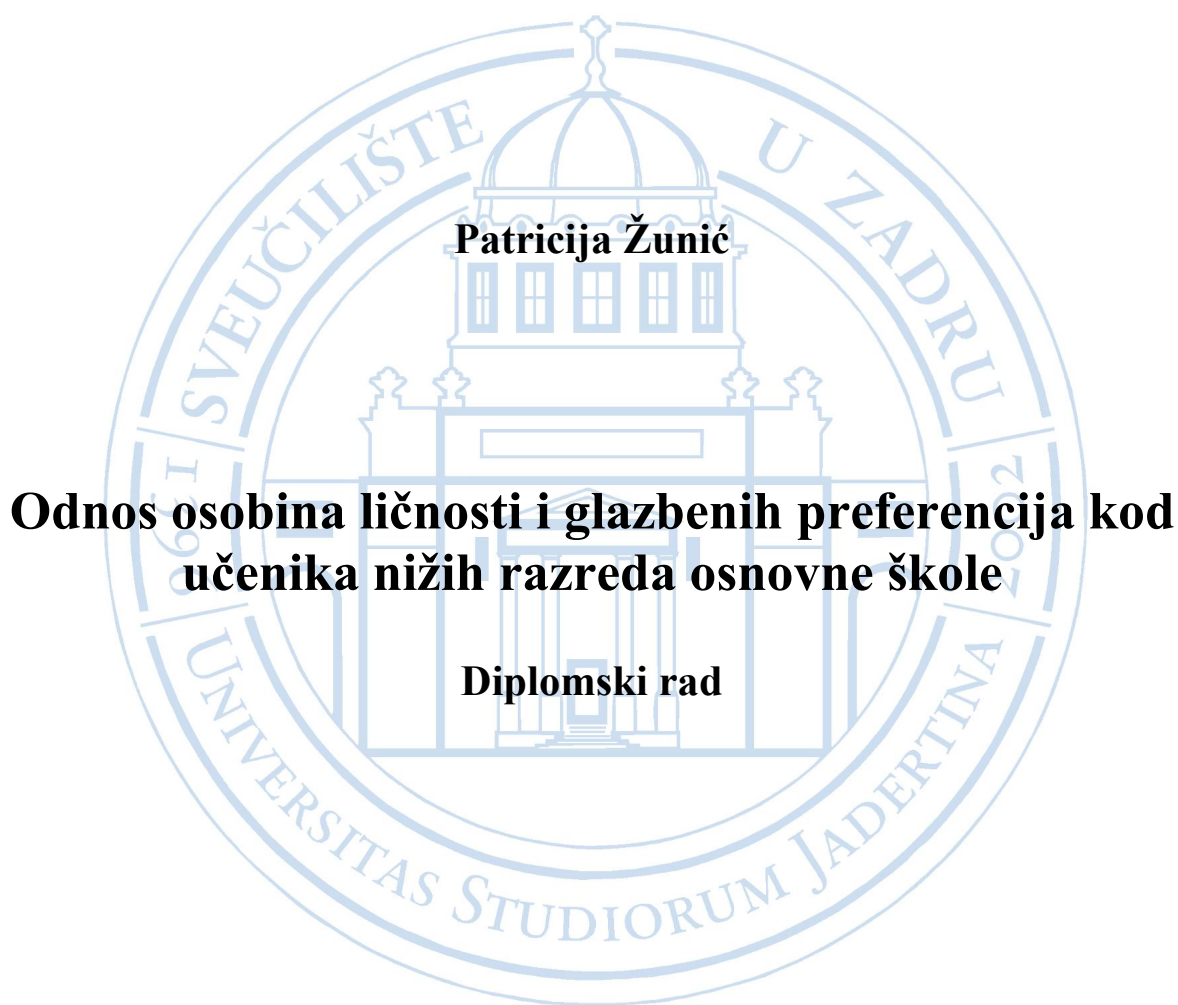 SVEUČILIŠTE U ZADRU
Patricija Žunić
Odnos osobina ličnosti i glazbenih preferencija kod
učenika nižih razreda osnovne škole
Diplomski rad
1396
2002
UNIVERSITAS STUDIORUM JADERTINA